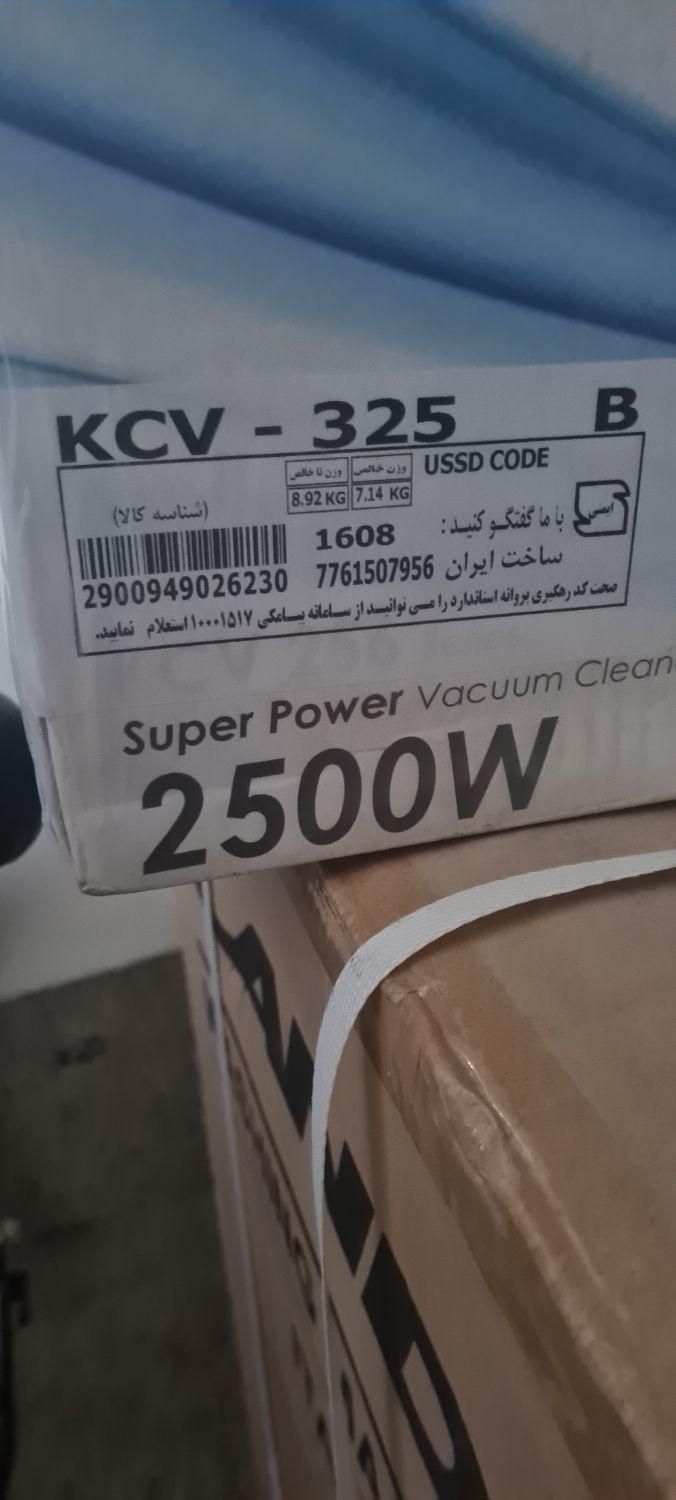 KCV - 325 B
وزن ناخالص وزن خالص USSD CODE
8.92 KG 7.14 KG
(شناسه کالا) با ما گفتگو کنید: ایمنی
1608
2900949026230 7761507956 ساخت ایران
صحت کد رهگیری پروانه استاندارد را می توانید از سامانه پیامکی ۱۰۰۰۱۵۱۷ استعلام نمایید.
Super Power Vacuum Clean
2500W